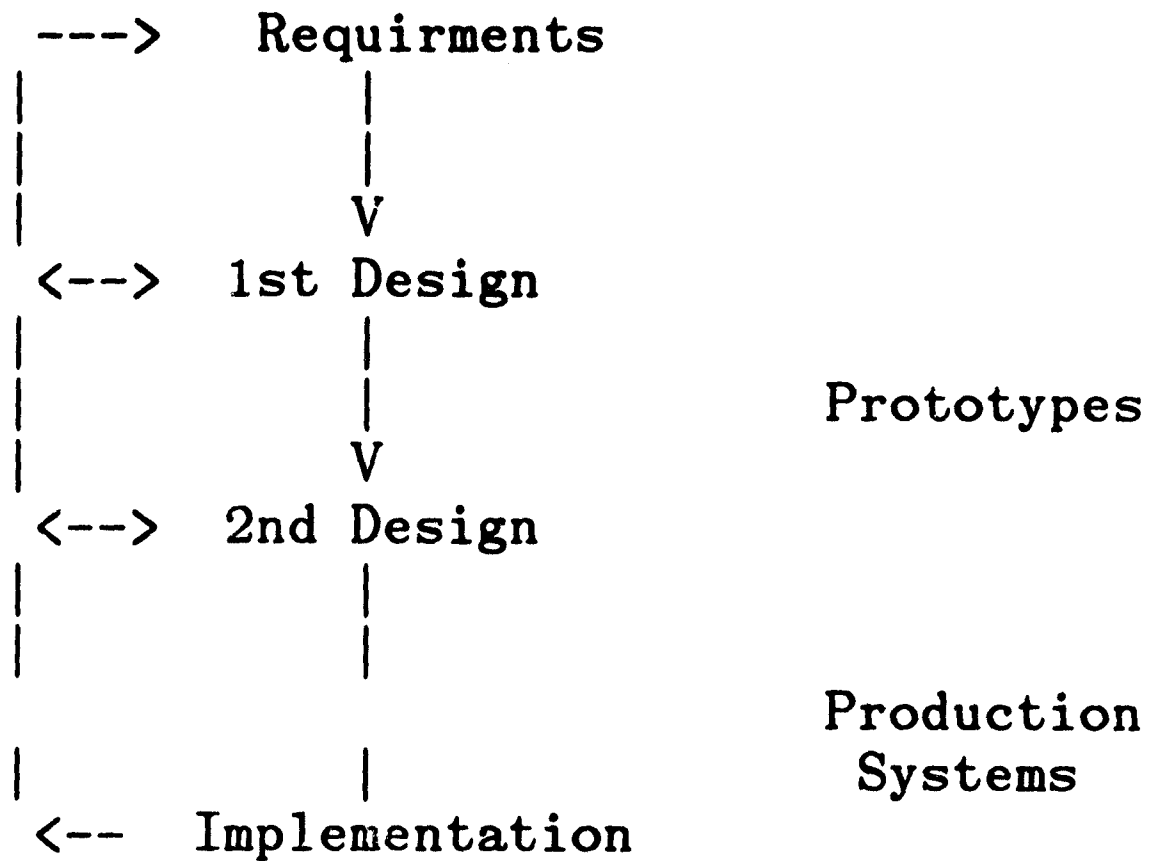 ---> Requirments
| |
| |
| V
<--> 1st Design
| |
| | Prototypes
| V
<--> 2nd Design
| |
| |
Production
| | Systems
<-- Implementation